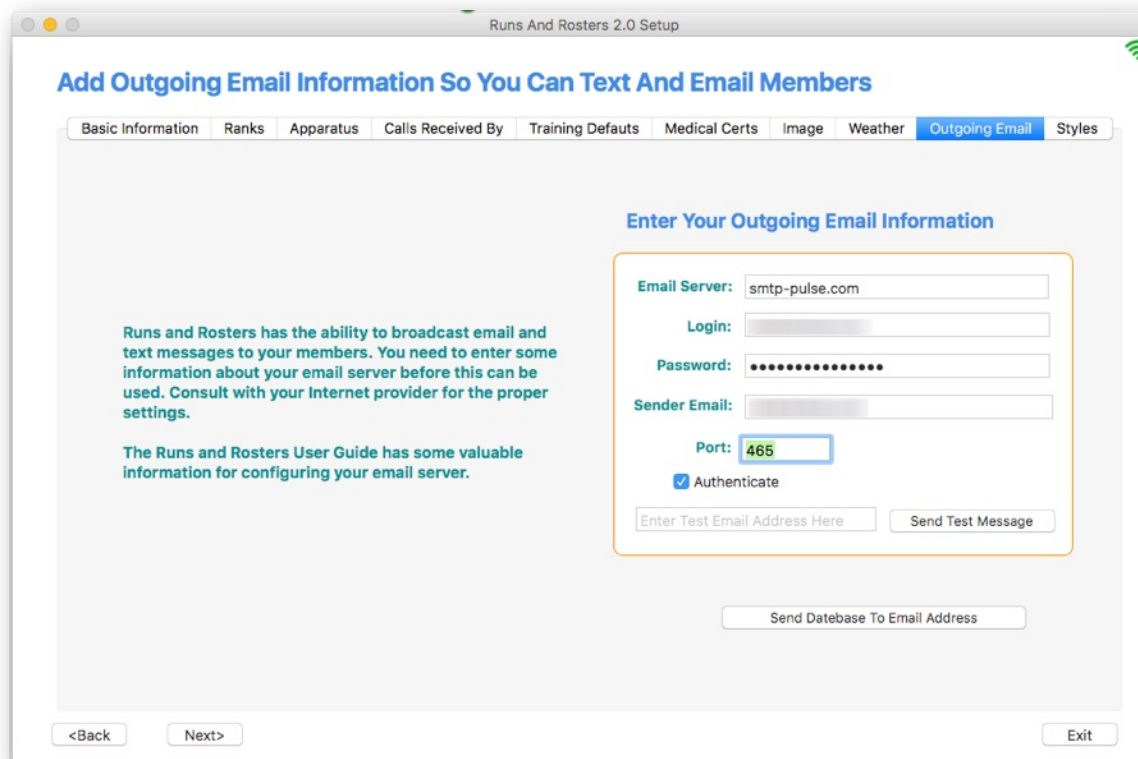 Runs And Rosters 2.0 Setup
Add Outgoing Email Information So You Can Text And Email Members
Basic Information Ranks Apparatus Calls Received By Training Defauts Medical Certs Image Weather Outgoing Email Styles
Enter Your Outgoing Email Information
Email Server: smtp-pulse.com
Login:
Password: •••••••••••••••
Sender Email:
Port: 465
Authenticate
Enter Test Email Address Here Send Test Message
Runs and Rosters has the ability to broadcast email and
text messages to your members. You need to enter some
information about your email server before this can be
used. Consult with your Internet provider for the proper
settings.
The Runs and Rosters User Guide has some valuable
information for configuring your email server.
Send Datebase To Email Address
<Back Next> Exit